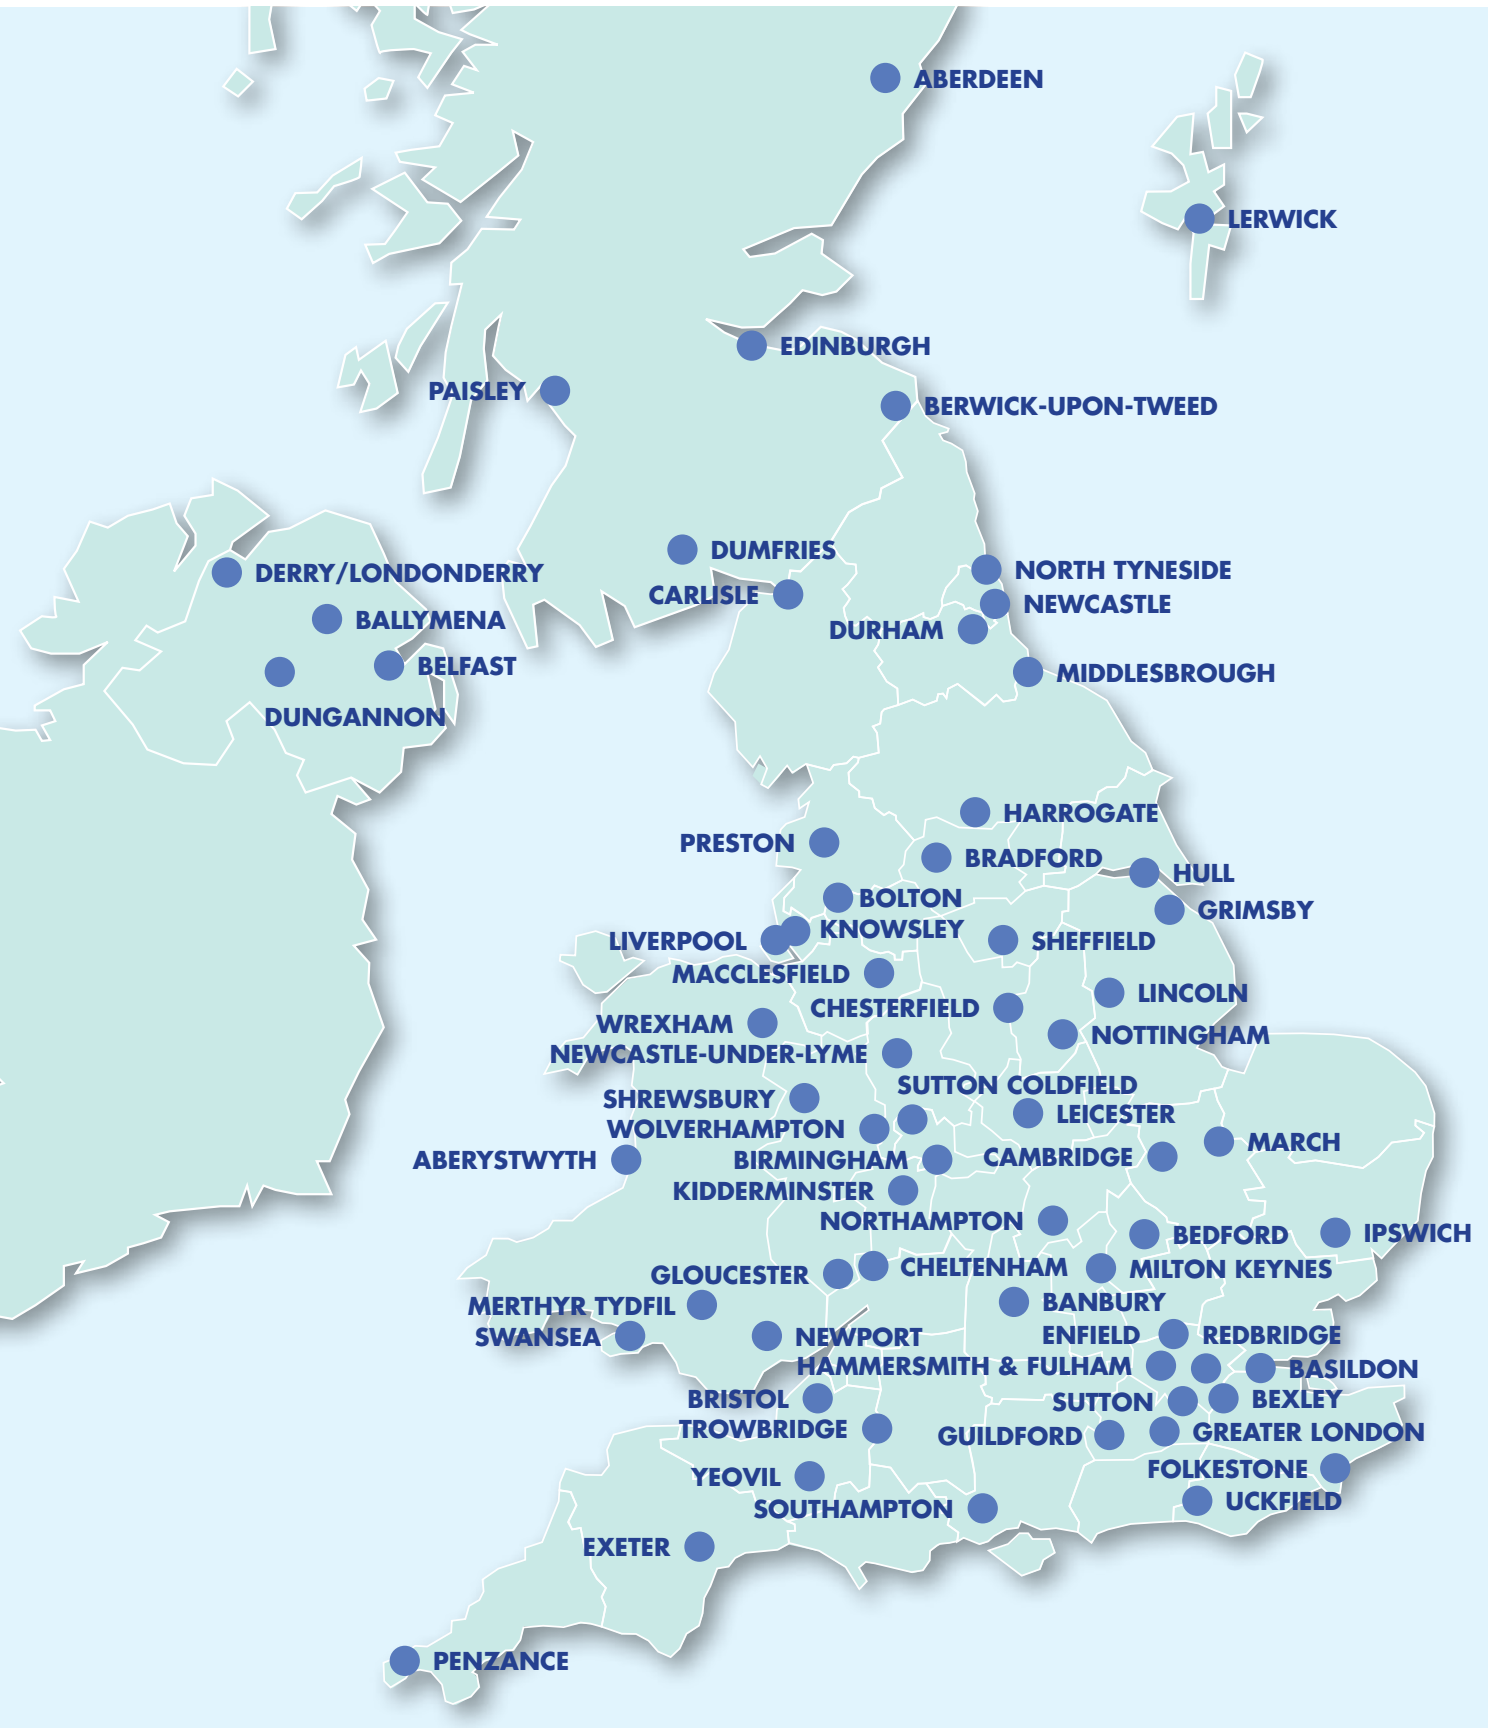 ABERDEEN
LERWICK
EDINBURGH
PAISLEY
BERWICK-UPON-TWEED
DUMFRIES
DERRY/LONDONDERRY
NORTH TYNESIDE
CARLISLE
NEWCASTLE
BALLYMENA
DURHAM
BELFAST
MIDDLESBROUGH
DUNGANNON
HARROGATE
PRESTON
BRADFORD
HULL
BOLTON
GRIMSBY
KNOWSLEY
LIVERPOOL
SHEFFIELD
MACCLESFIELD
LINCOLN
CHESTERFIELD
WREXHAM
NOTTINGHAM
NEWCASTLE-UNDER-LYME
SUTTON COLDFIELD
SHREWSBURY
LEICESTER
WOLVERHAMPTON
MARCH
CAMBRIDGE
ABERYSTWYTH
BIRMINGHAM
KIDDERMINSTER
NORTHAMPTON
BEDFORD
IPSWICH
CHELTENHAM
MILTON KEYNES
GLOUCESTER
BANBURY
MERTHYR TYDFIL
ENFIELD
REDBRIDGE
SWANSEA
NEWPORT
HAMMERSMITH & FULHAM
BASILDON
BRISTOL
BEXLEY
SUTTON
TROWBRIDGE
GREATER LONDON
GUILDFORD
FOLKESTONE
YEOVIL
UCKFIELD
SOUTHAMPTON
EXETER
PENZANCE